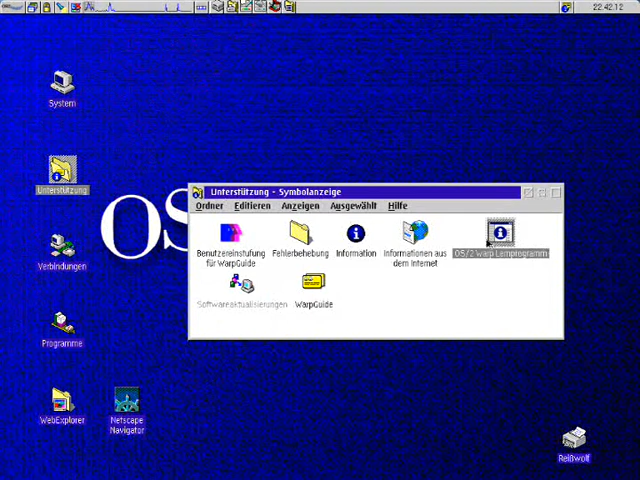 22.42.12
System
Unterstützung
OS
Verbindungen
Programme
WebExplorer
Netscape
Navigator
Reißwolf
Unterstützung - Symbolanzeige
Ordner Editieren Anzeigen Ausgewählt Hilfe
Benutzereinstufung
für WarpGuide
Fehlerbehebung
Information
Informationen aus
dem Internet
OS/2 Warp Lernprogramm
Softwareaktualisierungen
WarpGuide